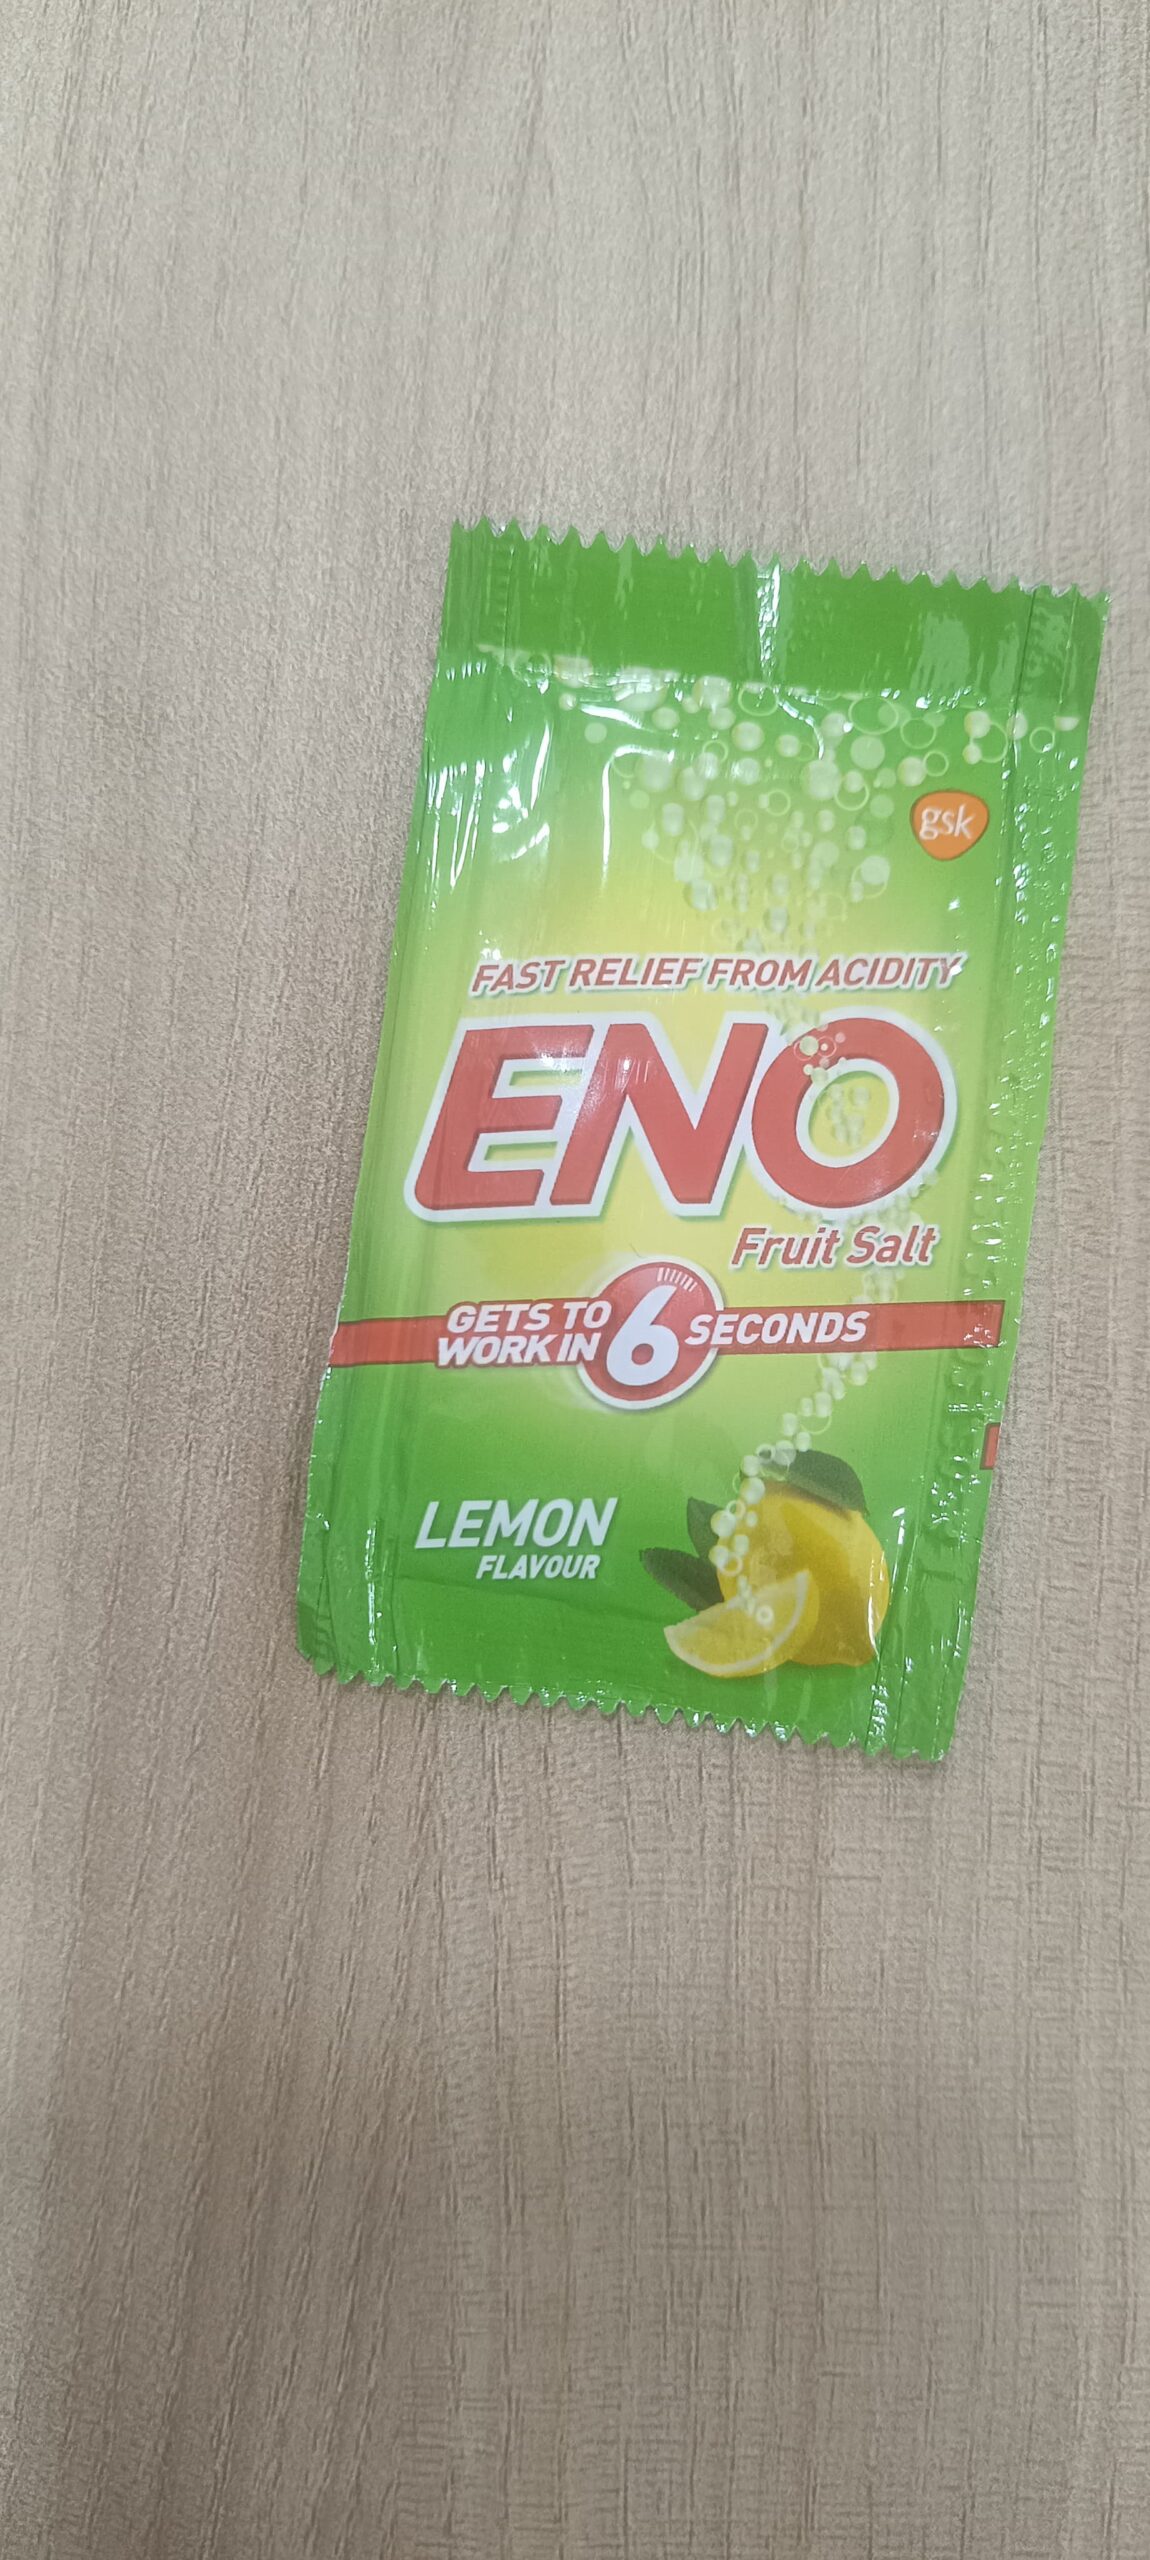 gsk
FAST RELIEF FROM ACIDITY
ENO
Fruit Salt
GETS TO
WORK IN 6 SECONDS
LEMON
FLAVOUR